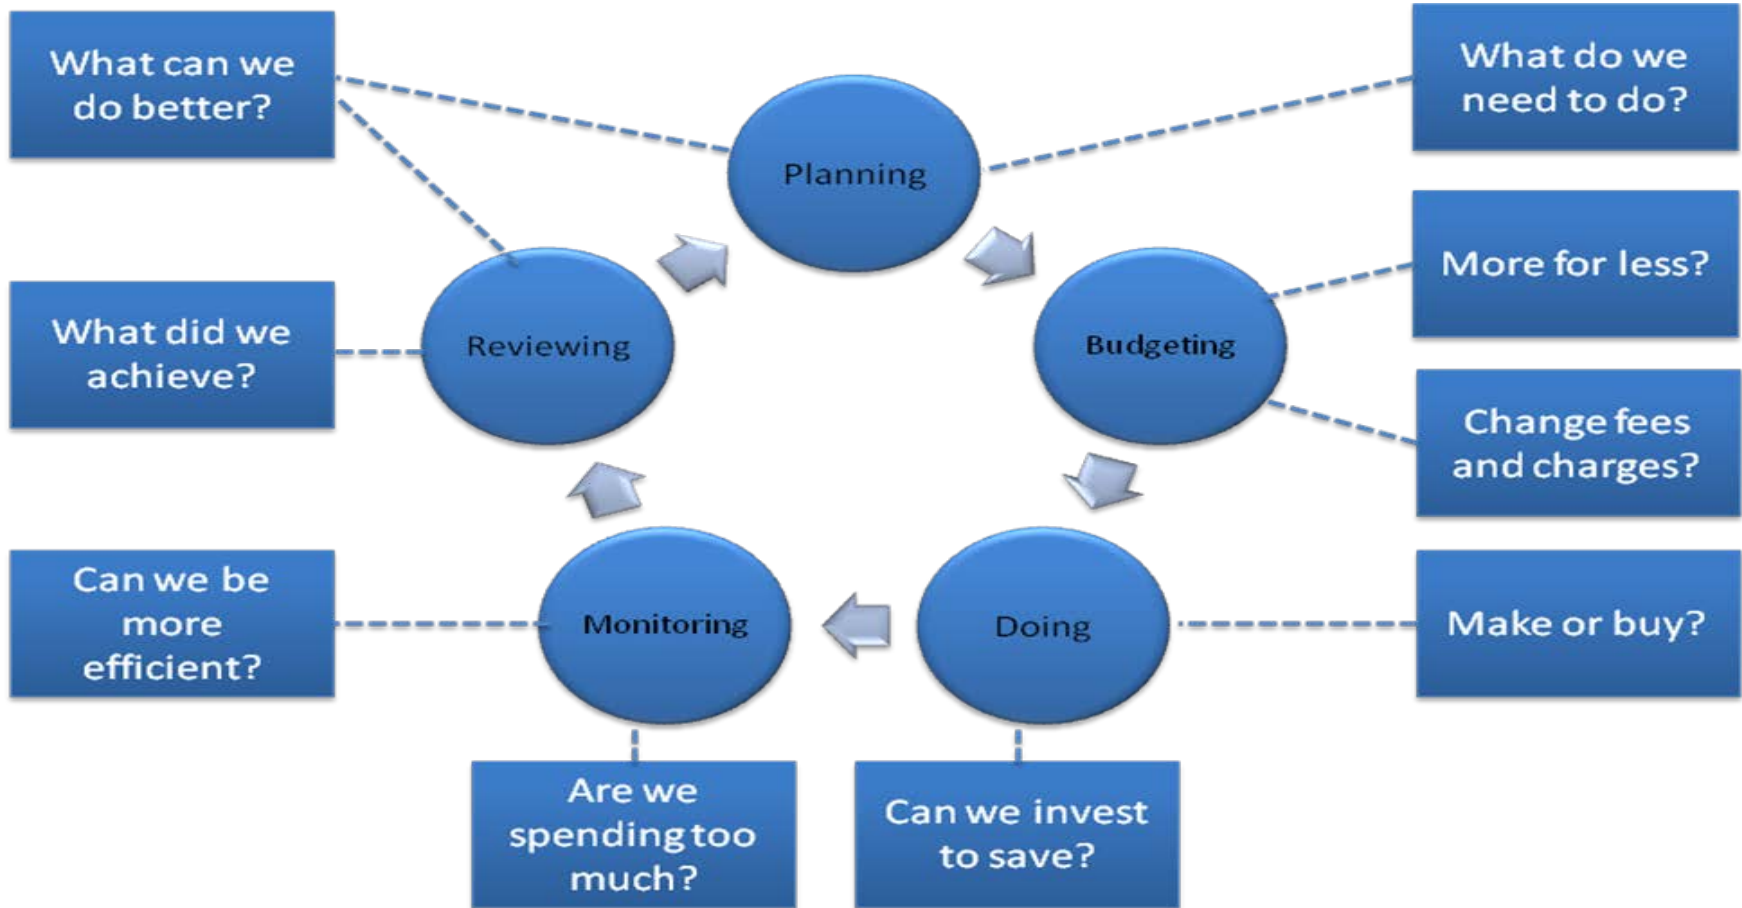 What can we
do better?
What do we
need to do?
Planning
More for less?
What did we
achieve?
Reviewing
Budgeting
Change fees
and charges?
Can we be
more
efficient?
Monitoring
Doing
Make or buy?
Are we
spending too
much?
Can we invest
to save?